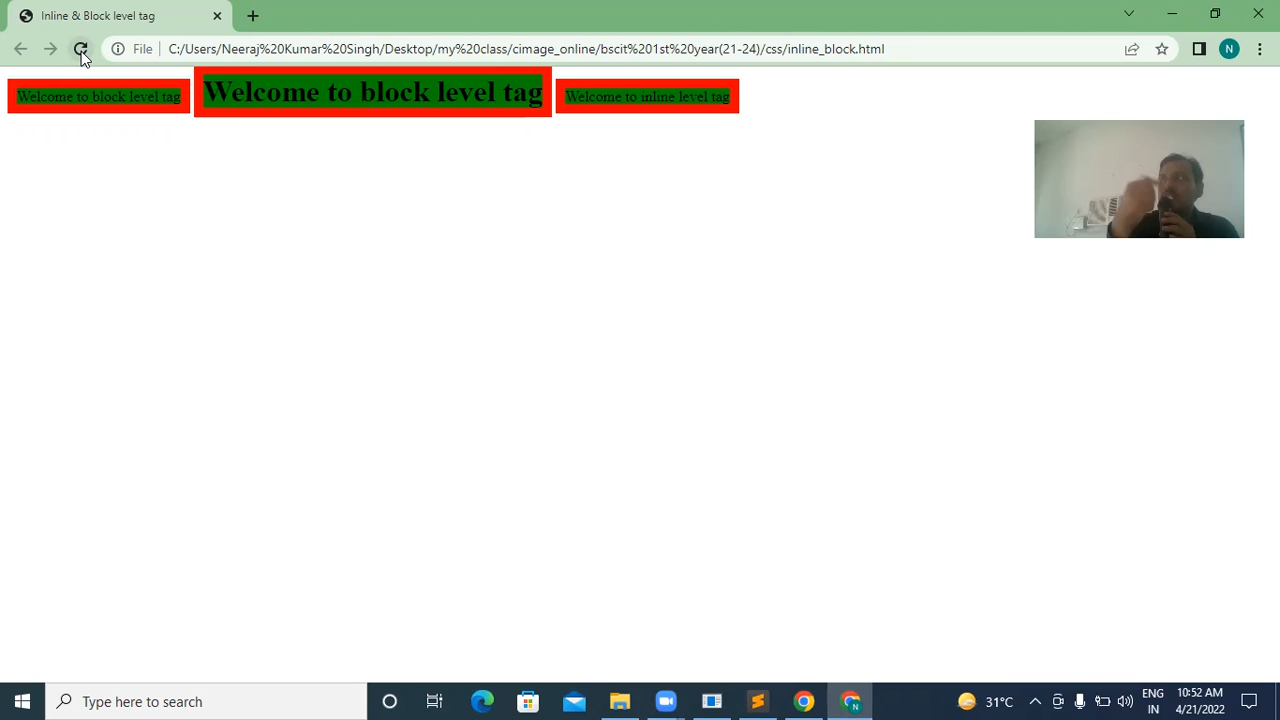 Inline & Block level tag
File C:/Users/Neeraj%20Kumar%20Singh/Desktop/my%20class/cimage_online/bscit%201st%20year(21-24)/css/inline_block.html
N
Welcome to block level tag Welcome to block level tag Welcome to inline level tag
Type here to search
N
31°C
ENG
IN
10:52 AM
4/21/2022